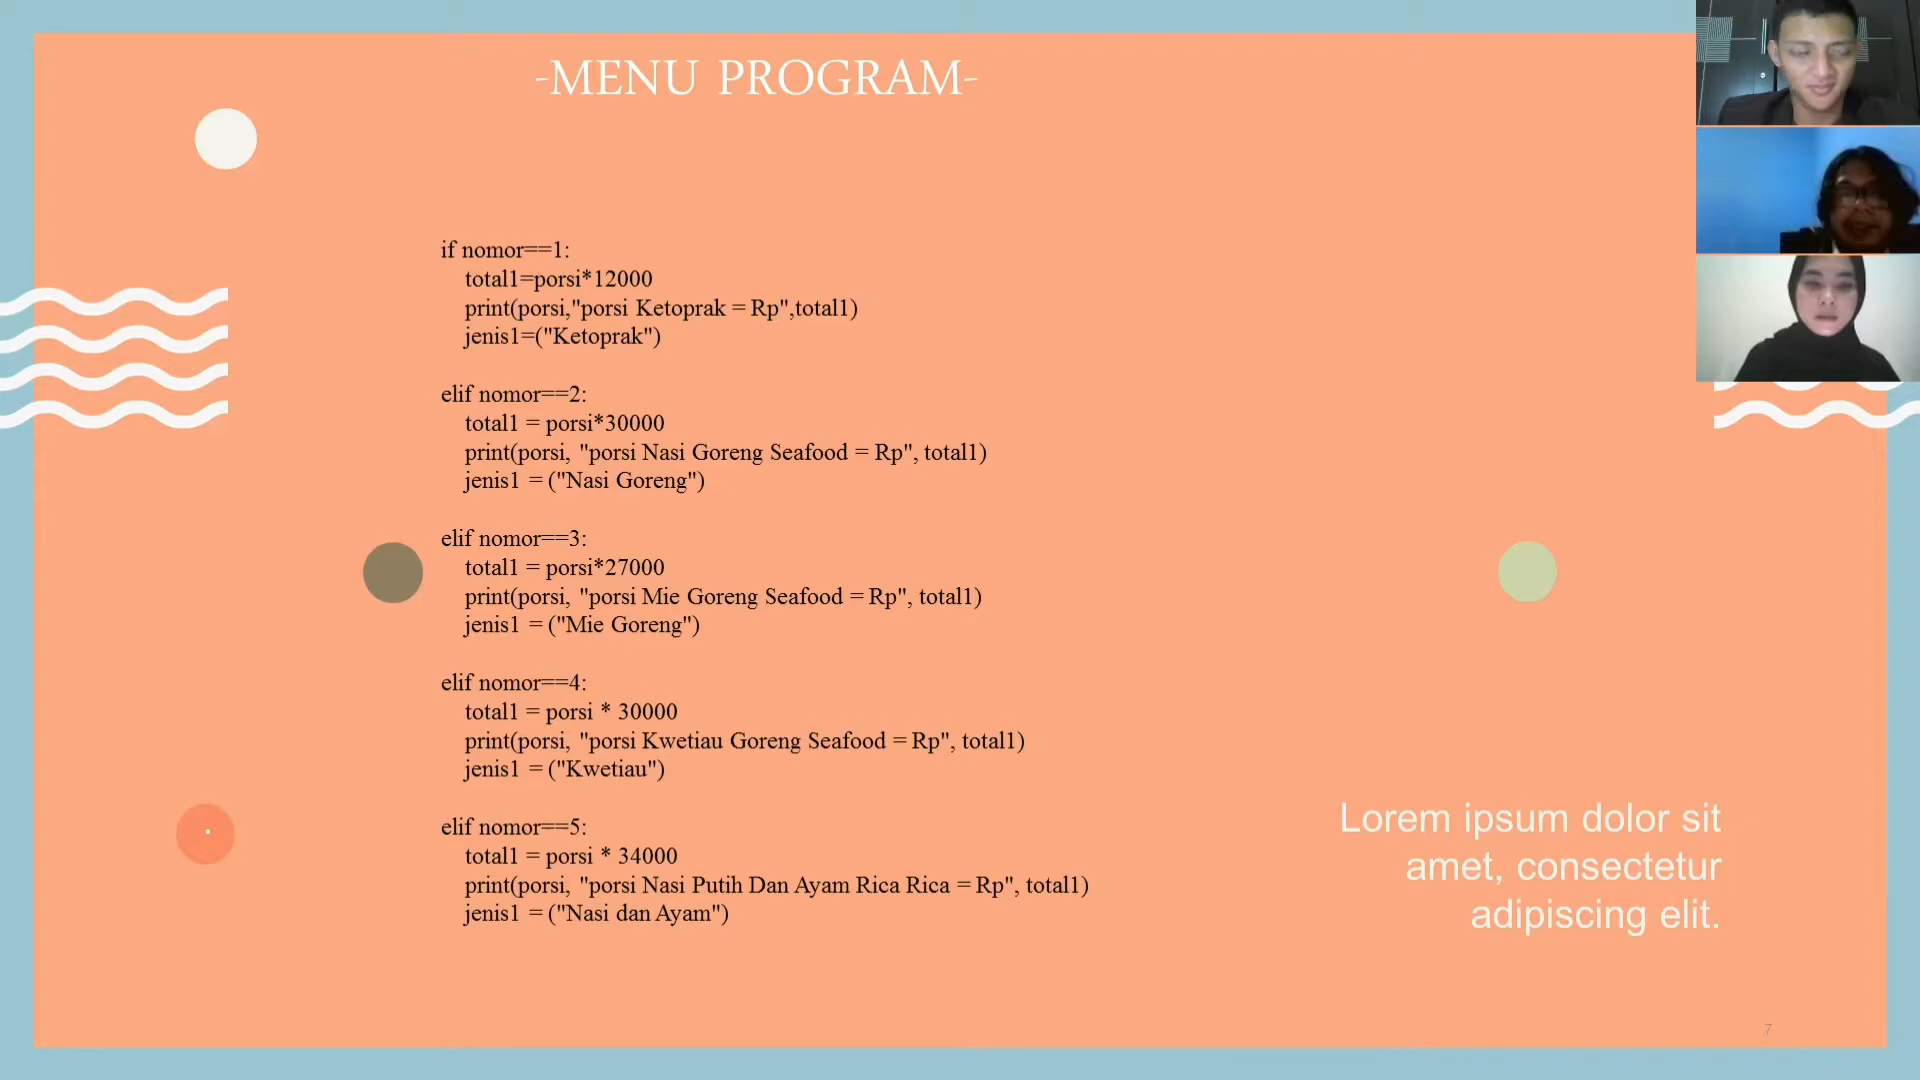 -MENU PROGRAM-
if nomor==1:
total1=porsi*12000
print(porsi,"porsi Ketoprak = Rp",total1)
jenis1=("Ketoprak")
elif nomor==2:
total1 = porsi*30000
print(porsi, "porsi Nasi Goreng Seafood = Rp", total1)
jenis1 = ("Nasi Goreng")
elif nomor==3:
total1 = porsi*27000
print(porsi, "porsi Mie Goreng Seafood = Rp", total1)
jenis1 = ("Mie Goreng")
elif nomor==4:
total1 = porsi * 30000
print(porsi, "porsi Kwetiau Goreng Seafood = Rp", total1)
jenis1 = ("Kwetiau")
elif nomor==5:
total1 = porsi * 34000
print(porsi, "porsi Nasi Putih Dan Ayam Rica Rica = Rp", total1)
jenis1 = ("Nasi dan Ayam")
Lorem ipsum dolor sit
amet, consectetur
adipiscing elit.
7